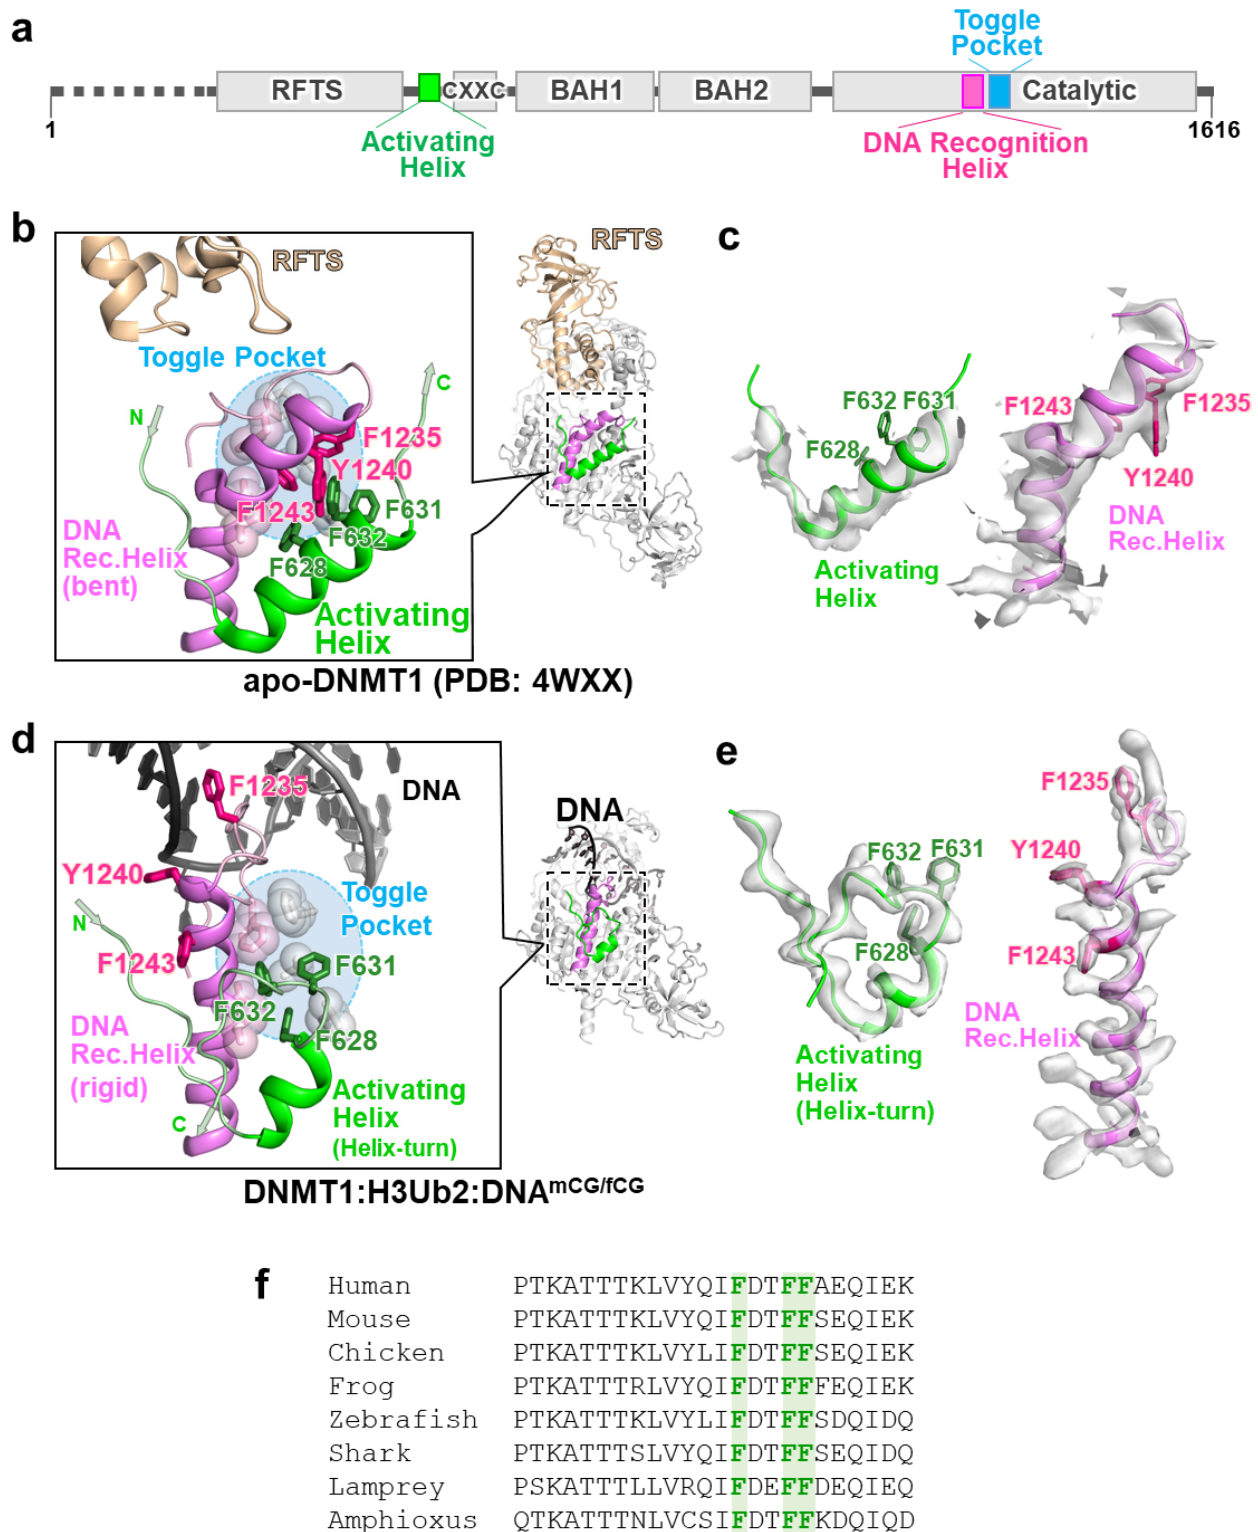 a
Toggle
Pocket
RFTS
CXXC
BAH1
BAH2
Catalytic
1
Activating
Helix
DNA Recognition
Helix
1616
b
RFTS
Toggle Pocket
N
C
F1235
Y1240
F1243
F631
F632
F628
DNA
Rec.Helix
(bent)
Activating
Helix
RFTS
apo-DNMT1 (PDB: 4WXX)
c
F632
F631
F628
Activating
Helix
F1243
F1235
Y1240
DNA
Rec.Helix
d
F1235
DNA
Y1240
Toggle
Pocket
N
F1243
F631
F632
F628
DNA
Rec.Helix
(rigid)
C
Activating
Helix
(Helix-turn)
DNA
DNMT1:H3Ub2:DNAmCG/fCG
e
F632
F631
F628
Activating
Helix
(Helix-turn)
F1235
Y1240
F1243
DNA
Rec.Helix
f
Human PTKATTTKLVYQIFDTFFAEQIEK
Mouse PTKATTTKLVYQIFDTFFSEQIEK
Chicken PTKATTTKLVYLIFDTFFSEQIEK
Frog PTKATTTRLVYQIFDTFFFEQIEK
Zebrafish PTKATTTKLVYLIFDTFFSDQIDQ
Shark PTKATTTSLVYQIFDTFFSEQIDQ
Lamprey PSKATTTLLVRQIFDEFFDEQIEQ
Amphioxus QTKATTTNLVCSIFDTFFKDQIQD